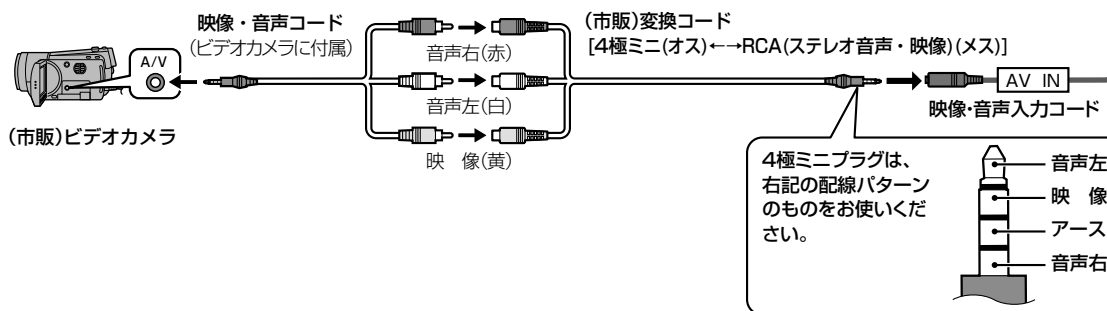 映像・音声コード
(ビデオカメラに付属)
A/V
(市販)ビデオカメラ
音声右(赤)
音声左(白)
映 像(黄)
(市販)変換コード
[4極ミニ(オス)←→RCA(ステレオ音声・映像)(メス)]
AV IN
映像・音声入力コード
4極ミニプラグは、
右記の配線パターン
のものをお使いくだ
さい。
音声左
映 像
アース
音声右